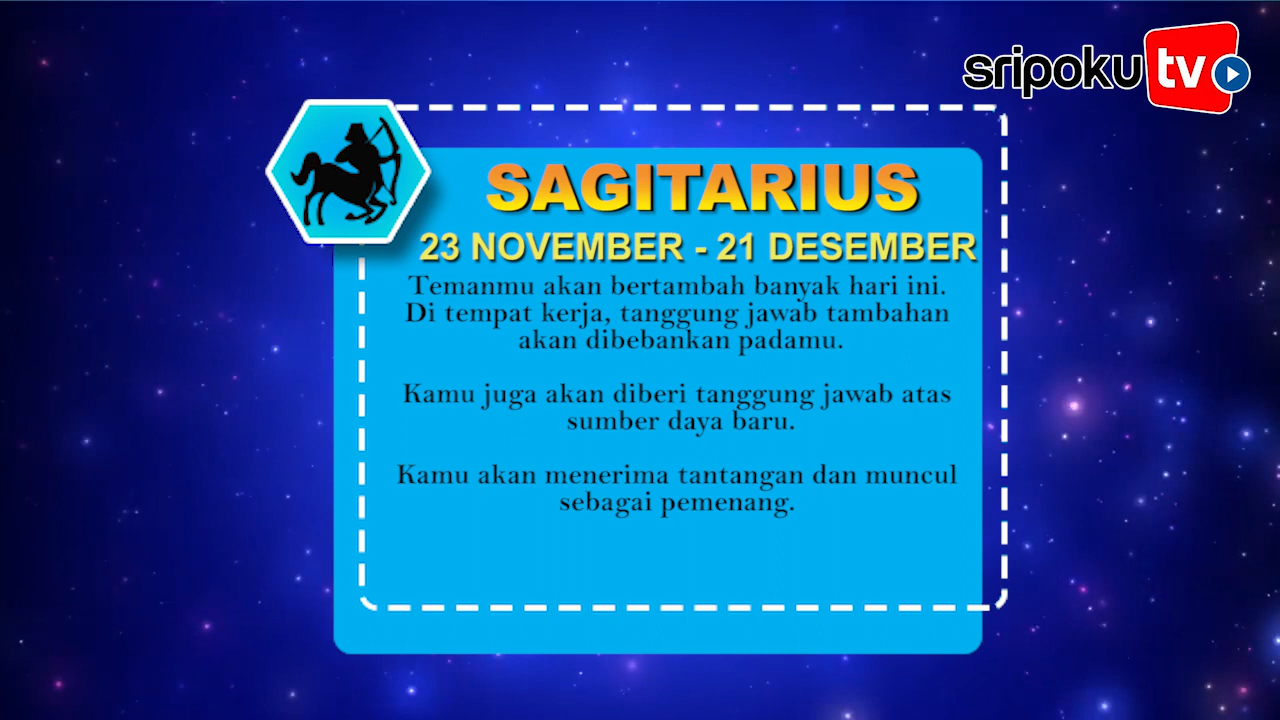 sripoku tv
SAGITARIUS
23 NOVEMBER - 21 DESEMBER
Temanmu akan bertambah banyak hari ini.
Di tempat kerja, tanggung jawab tambahan
akan dibebankan padamu.
Kamu juga akan diberi tanggung jawab atas
sumber daya baru.
Kamu akan menerima tantangan dan muncul
sebagai pemenang.